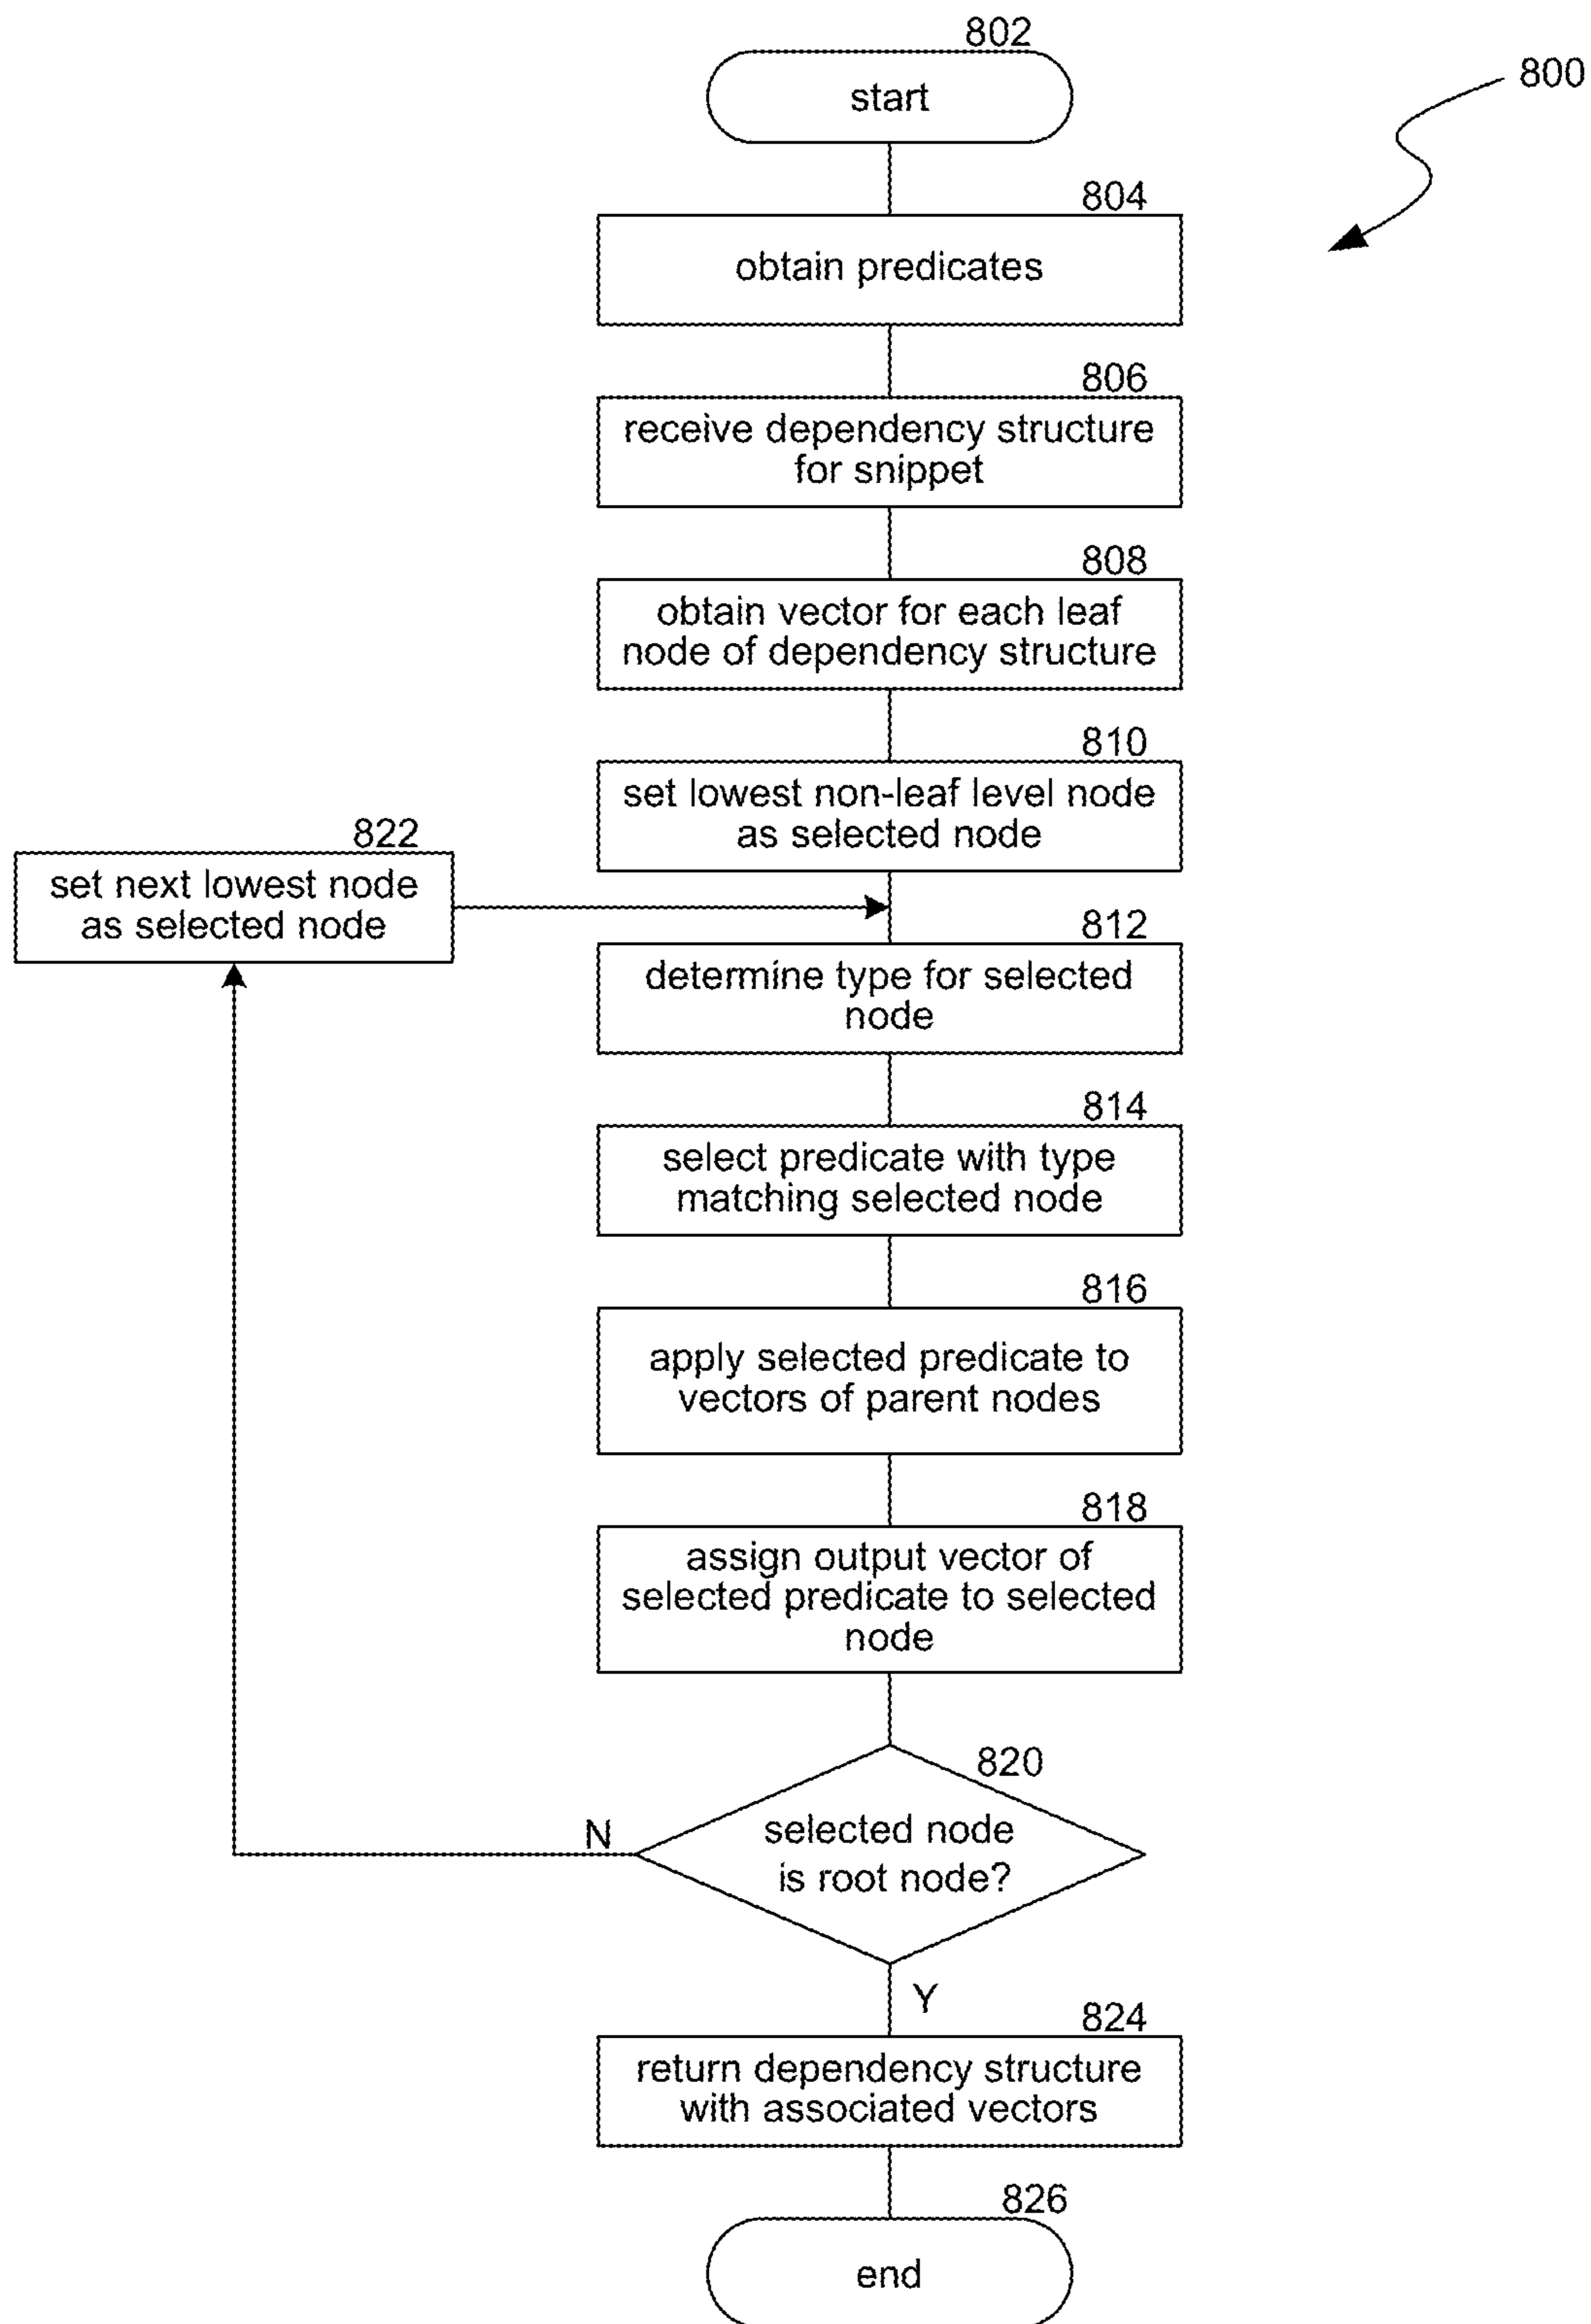 802
start
800
804
obtain predicates
806
receive dependency structure
for snippet
808
obtain vector for each leaf
node of dependency structure
810
set lowest non-leaf level node
as selected node
822
set next lowest node
as selected node
812
determine type for selected
node
814
select predicate with type
matching selected node
816
apply selected predicate to
vectors of parent nodes
818
assign output vector of
selected predicate to selected
node
820
selected node
is root node?
N
Y
824
return dependency structure
with associated vectors
826
end